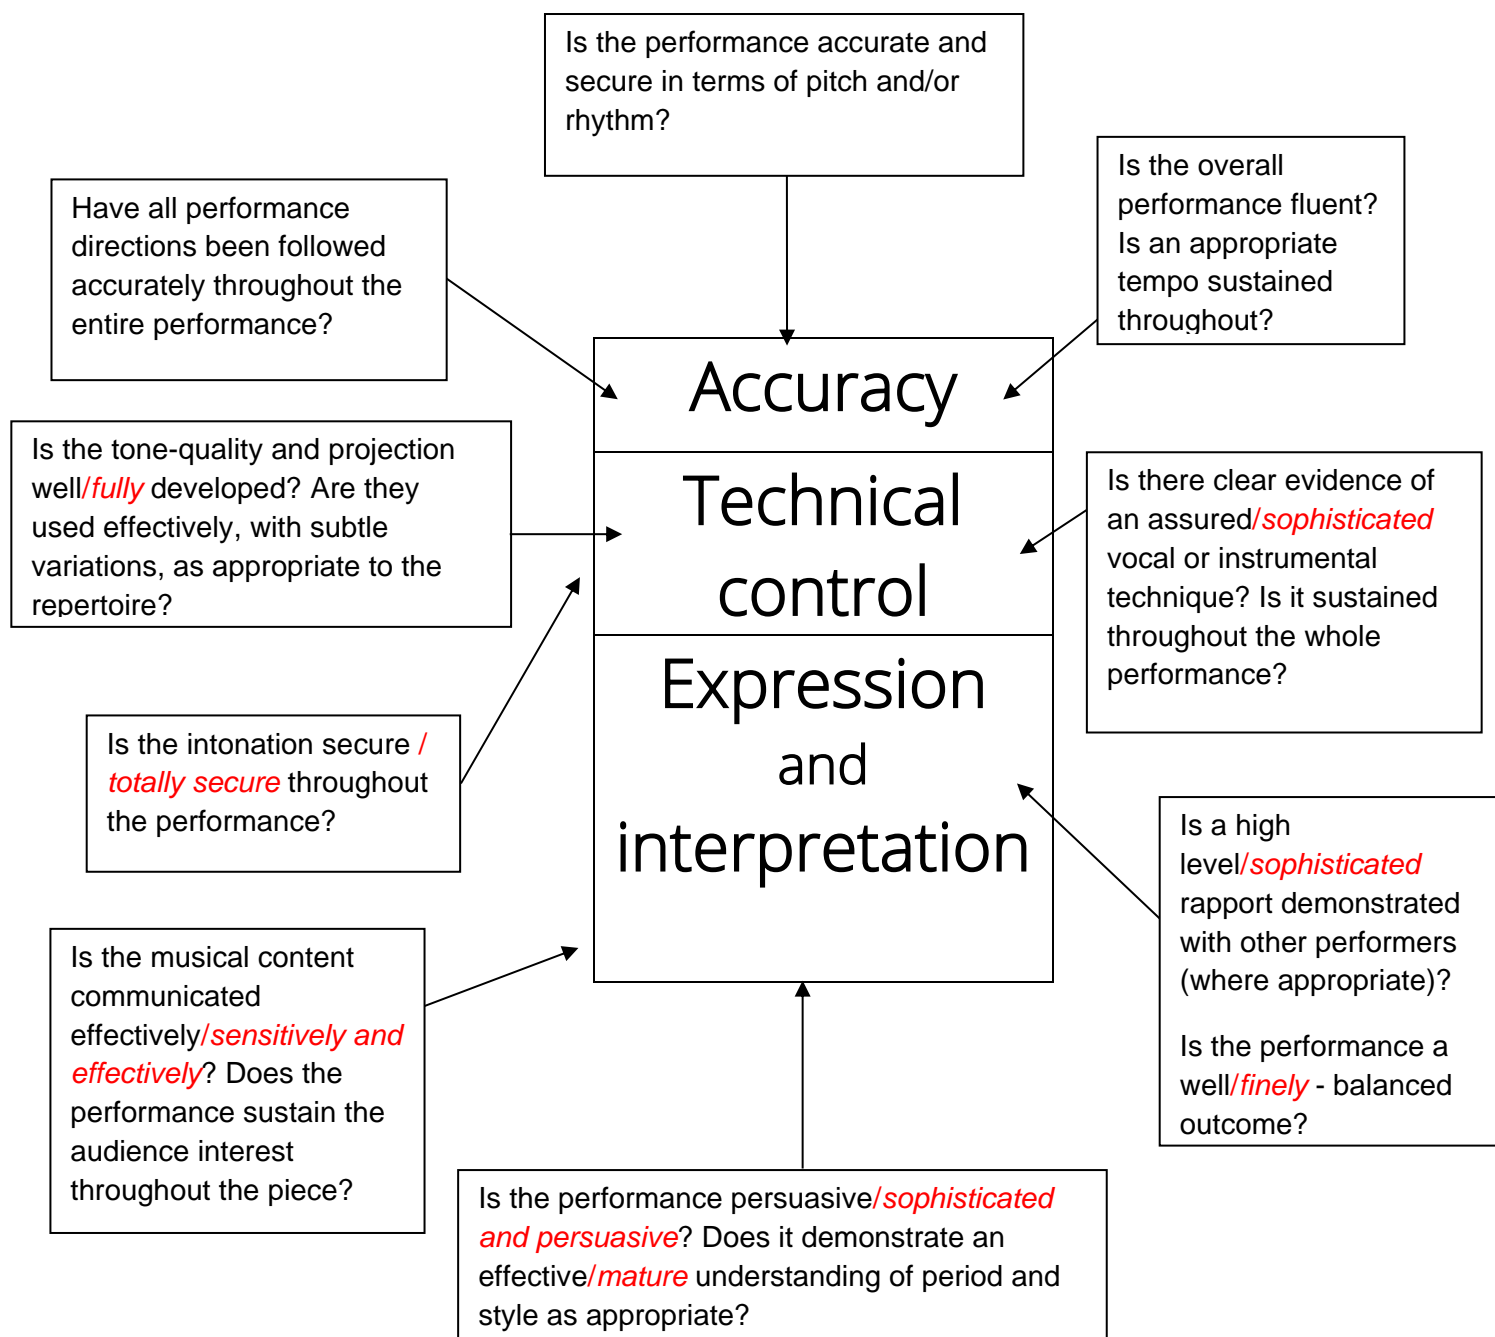 Is the performance accurate and
secure in terms of pitch and/or
rhythm?
Is the overall
performance fluent?
Is an appropriate
tempo sustained
throughout?
Have all performance
directions been followed
accurately throughout the
entire performance?
Accuracy
Is the tone-quality and projection
well/fully developed? Are they
used effectively, with subtle
variations, as appropriate to the
repertoire?
Technical
control
Is there clear evidence of
an assured/sophisticated
vocal or instrumental
technique? Is it sustained
throughout the whole
performance?
Is the intonation secure /
totally secure throughout
the performance?
Expression
and
interpretation
Is a high
level/sophisticated
rapport demonstrated
with other performers
(where appropriate)?
Is the performance a
well/finely - balanced
outcome?
Is the musical content
communicated
effectively/sensitively and
effectively? Does the
performance sustain the
audience interest
throughout the piece?
Is the performance persuasive/sophisticated
and persuasive? Does it demonstrate an
effective/mature understanding of period and
style as appropriate?